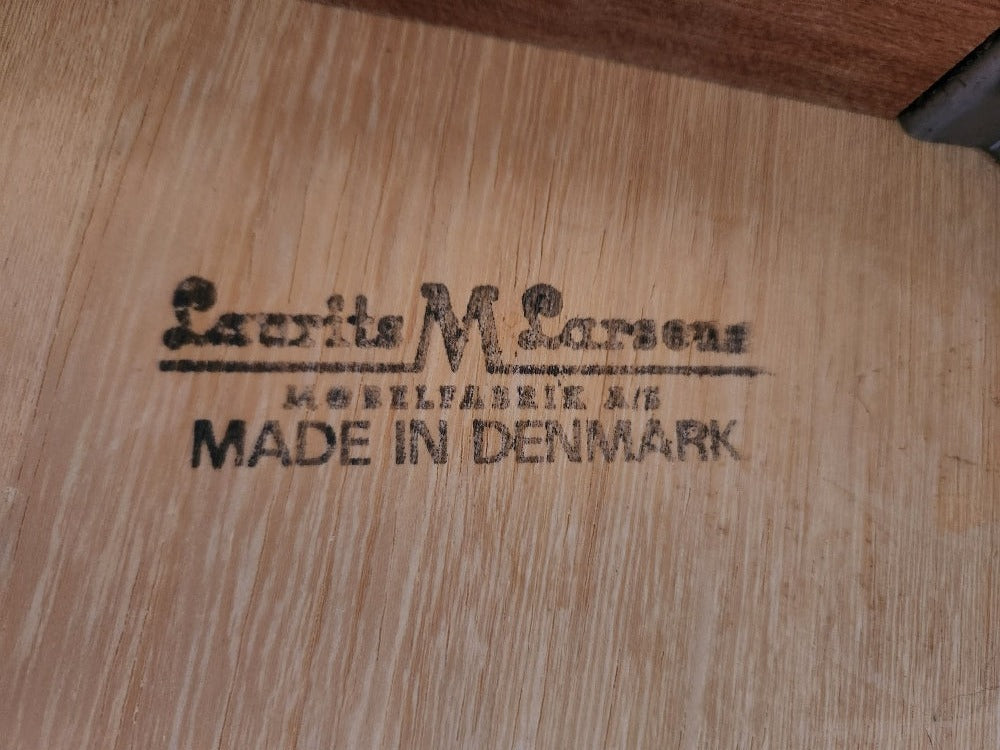 Laurits M Larsens
MØBELFABRIK A/S
MADE IN DENMARK